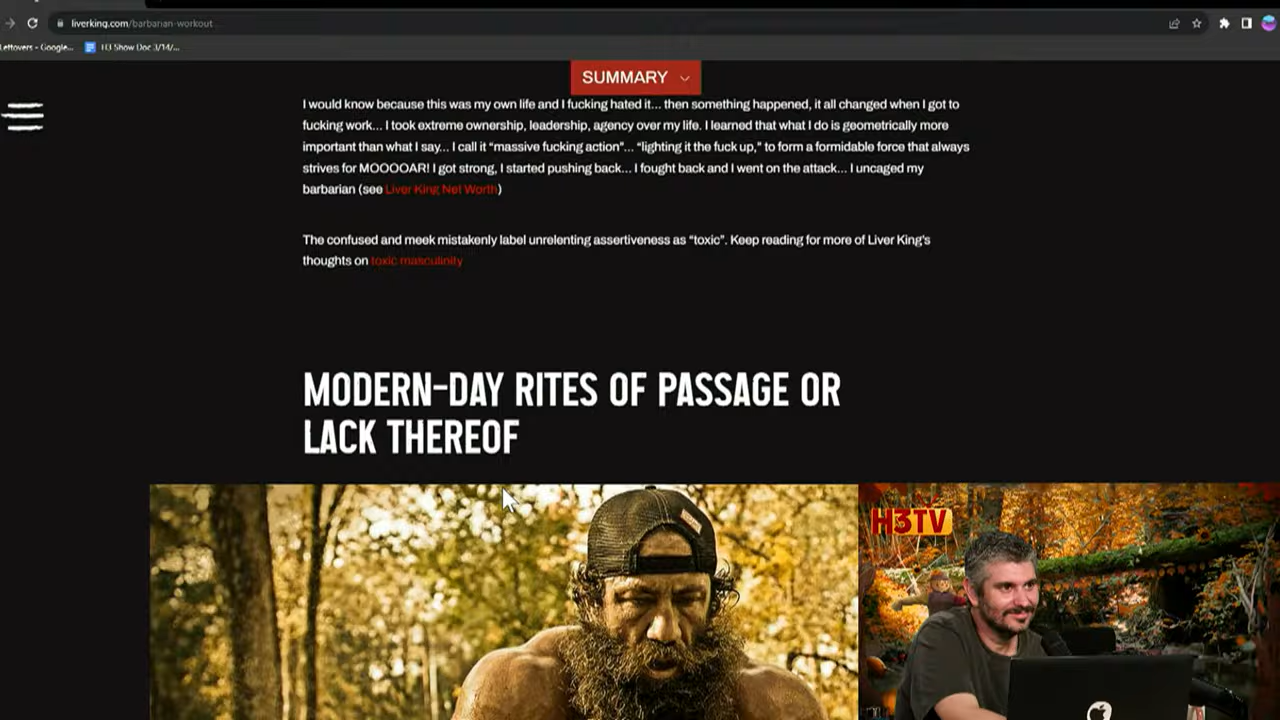 liverking.com/barbarian-workout
Leftovers - Google... H3 Show Doc 3/14/...
SUMMARY
I would know because this was my own life and I fucking hated it... then something happened, it all changed when I got to
fucking work... I took extreme ownership, leadership, agency over my life. I learned that what I do is geometrically more
important than what I say... I call it “massive fucking action”... “lighting it the fuck up,” to form a formidable force that always
strives for MOOOOAR! I got strong, I started pushing back... I fought back and I went on the attack... I uncaged my
barbarian (see Liver King Net Worth)
The confused and meek mistakenly label unrelenting assertiveness as “toxic”. Keep reading for more of Liver King's
thoughts on toxic masculinity
MODERN-DAY RITES OF PASSAGE OR
LACK THEREOF
H3TV